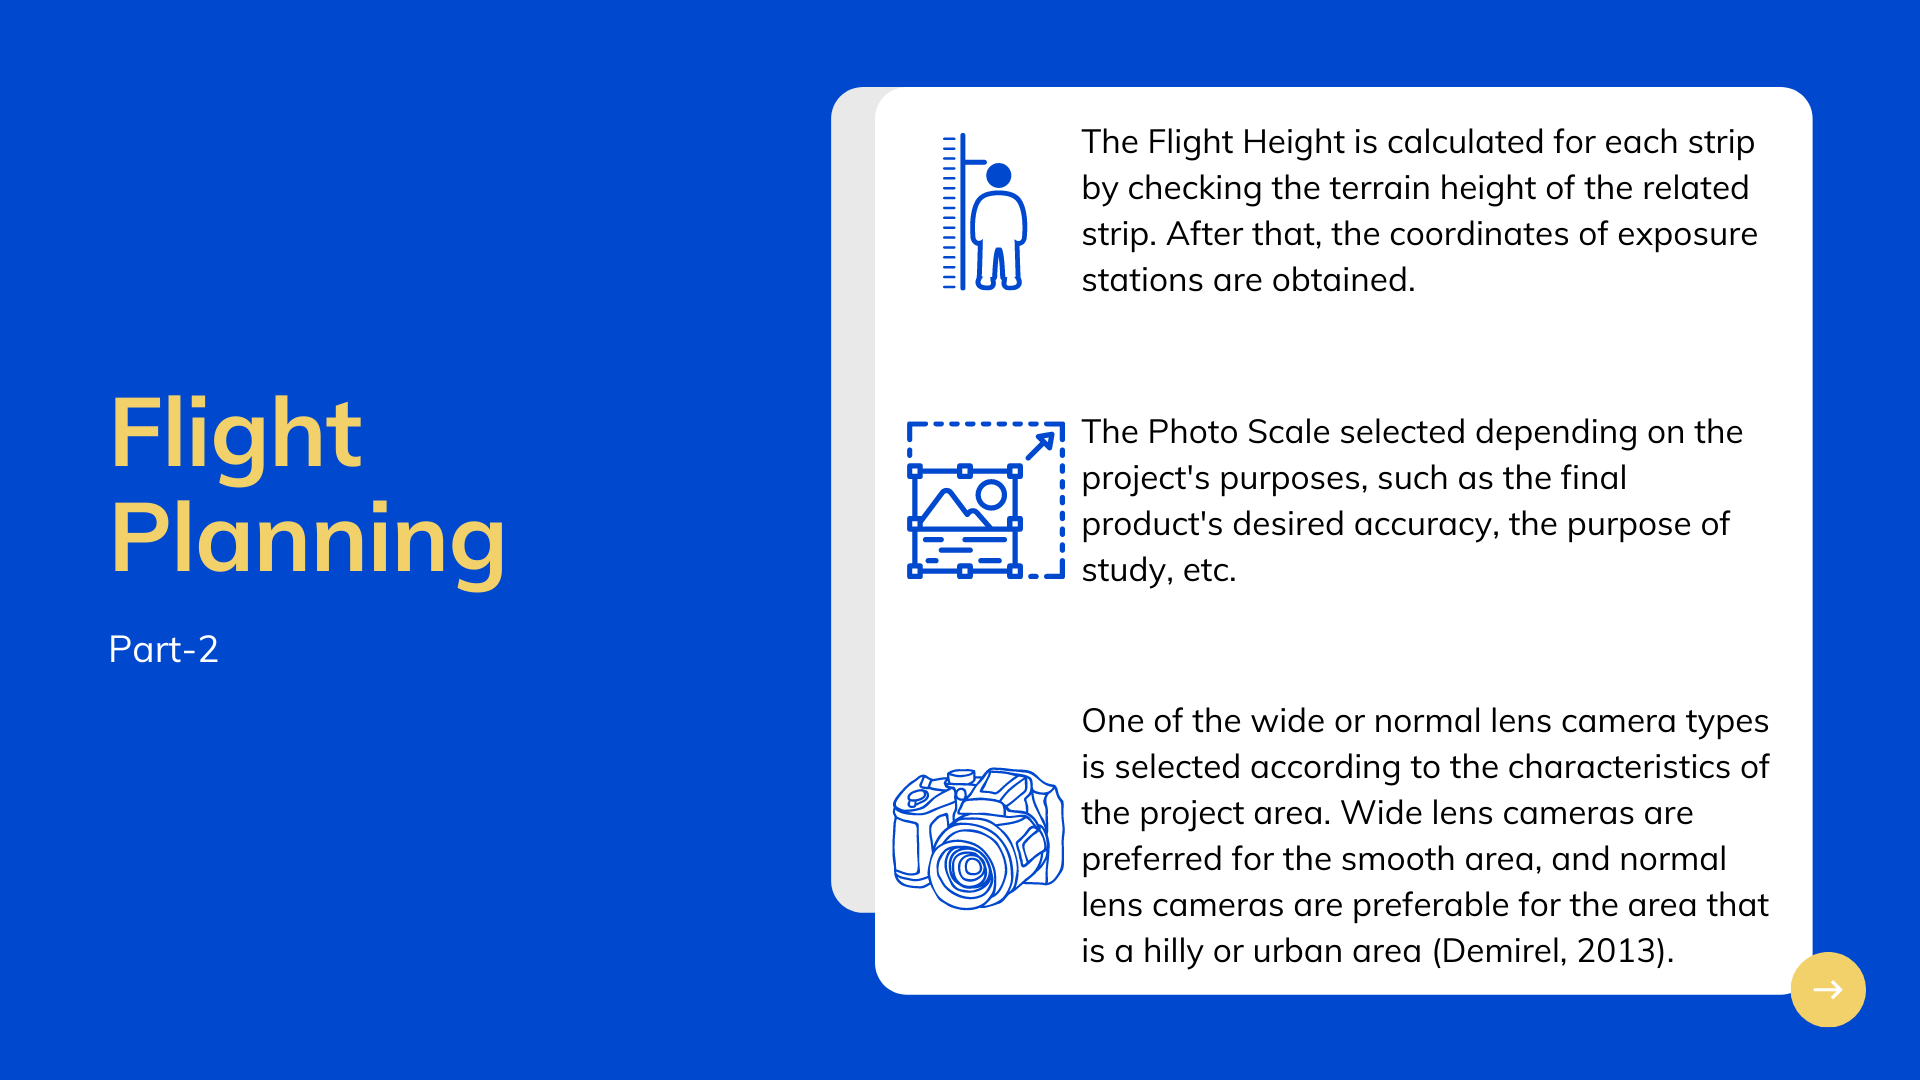 Flight
Planning
Part-2
The Flight Height is calculated for each strip
by checking the terrain height of the related
strip. After that, the coordinates of exposure
stations are obtained.
The Photo Scale selected depending on the
project's purposes, such as the final
product's desired accuracy, the purpose of
study, etc.
One of the wide or normal lens camera types
is selected according to the characteristics of
the project area. Wide lens cameras are
preferred for the smooth area, and normal
lens cameras are preferable for the area that
is a hilly or urban area (Demirel, 2013).